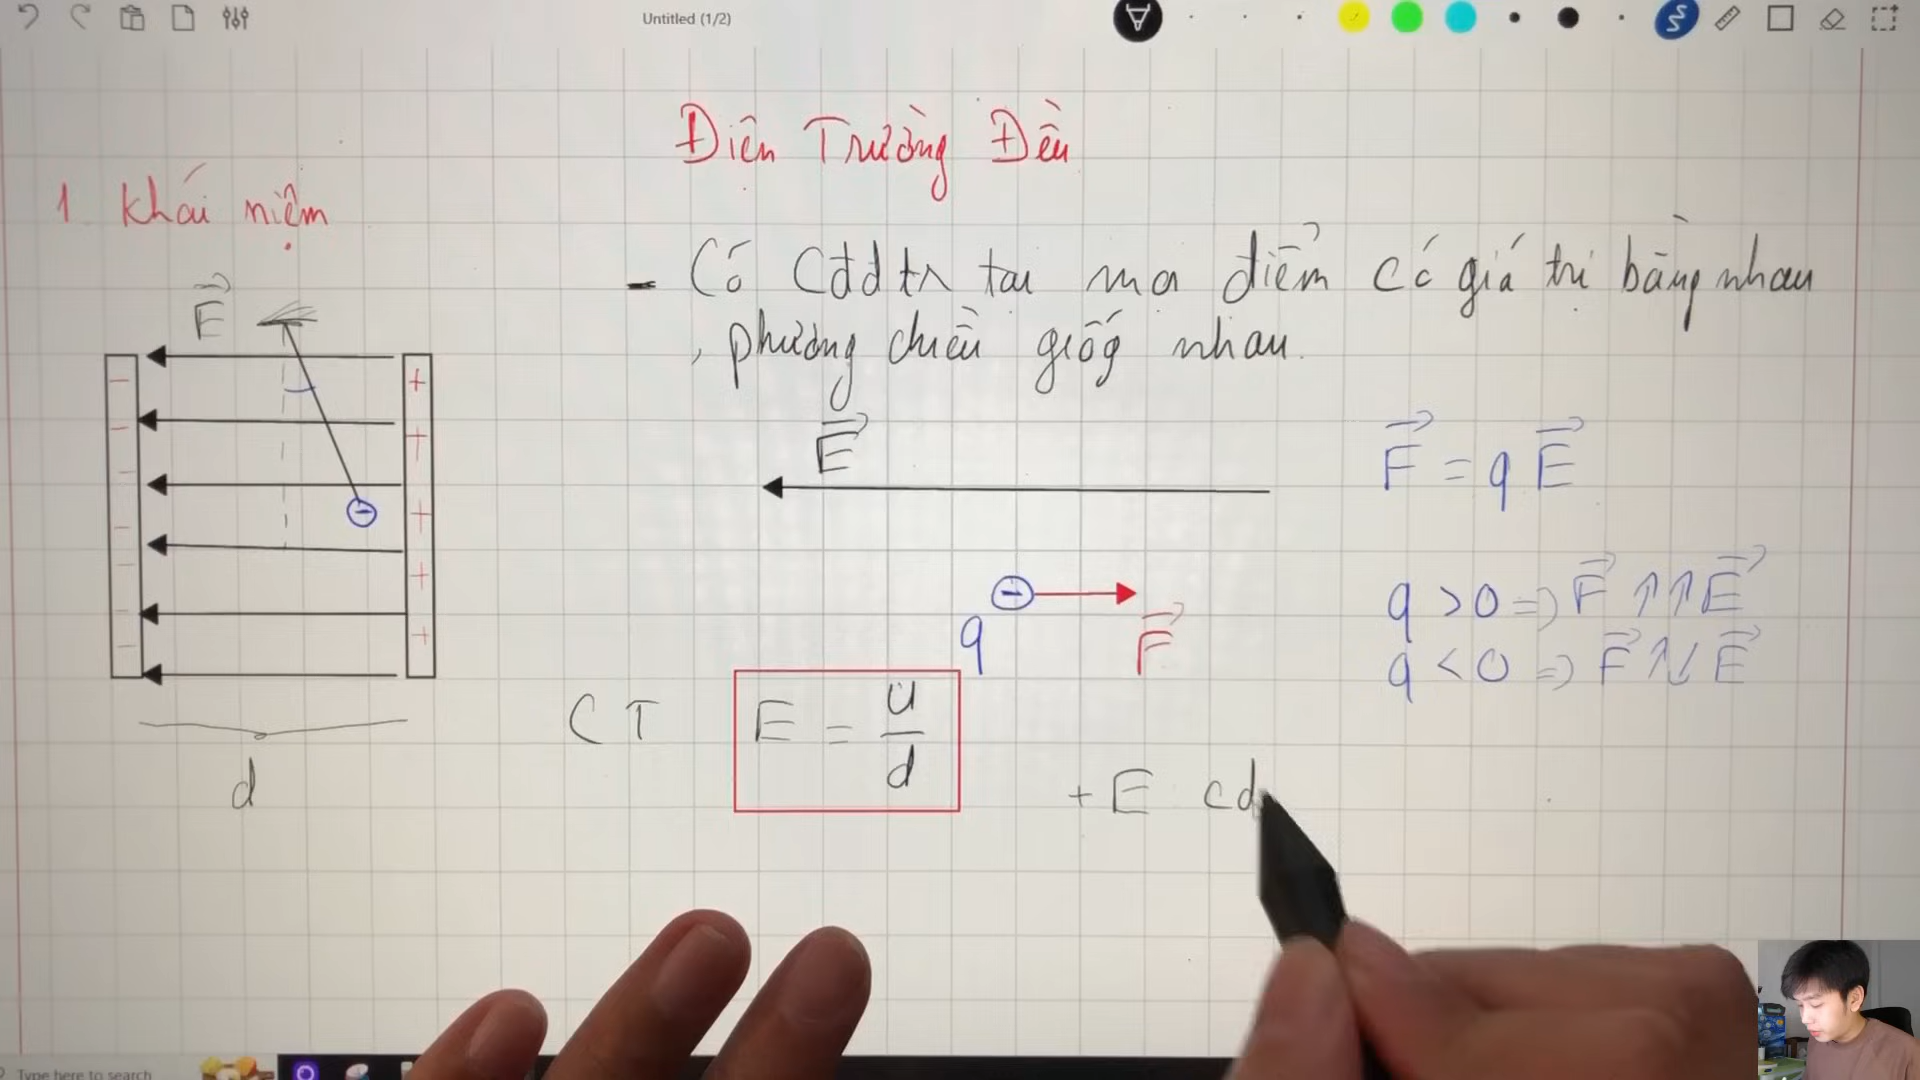 Untitled (1/2)
Điện Trường Đều
1. Khái niệm
- Có Cđdtr tại mọi điểm có giá trị bằng nhau
, phương chiều giống nhau.
E
E
F = q E
q > 0 => F ↑↑ E
q < 0 => F ↑↓ E
q
F
CT E = U/d
d
+ E cd
Type here to search